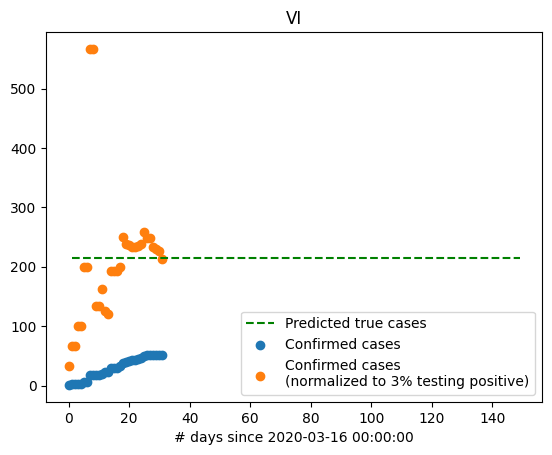 VI
500
400
300
200
100
0
0
20
40
60
80
100
120
140
# days since 2020-03-16 00:00:00
Predicted true cases
Confirmed cases
Confirmed cases
(normalized to 3% testing positive)